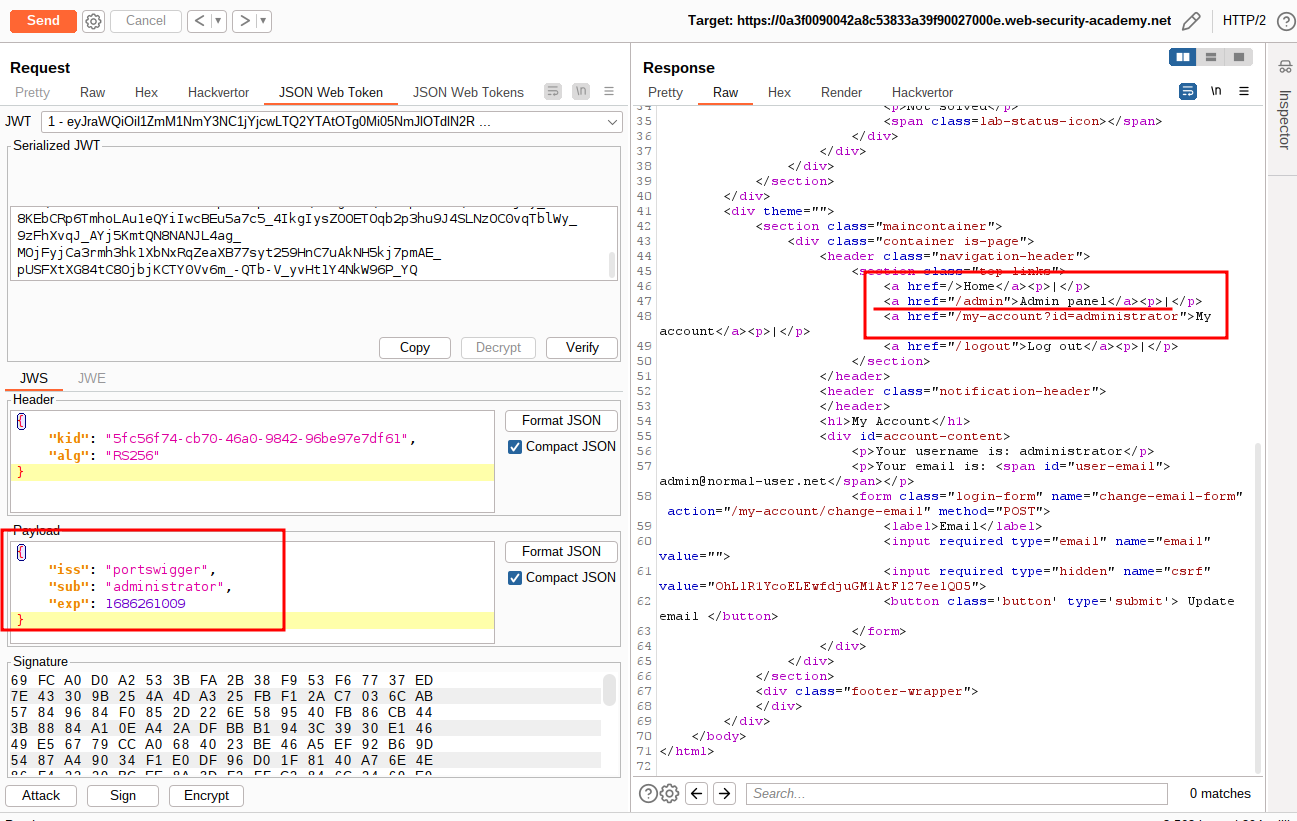 Send
Cancel
< ▼
> ▼
Target: https://0a3f0090042a8c53833a39f90027000e.web-security-academy.net
HTTP/2
?
Request
Pretty Raw Hex Hackvertor JSON Web Token JSON Web Tokens \n
JWT
Serialized JWT
9zFhXvqJ_AYj5KmtQN8NANJL4ag_
MOjFyjCa3rmh3hk1XbNxRqZeaXB77syt259HnC7uAkNH5kj7pmAE_
Copy Decrypt Verify
JWS JWE
Header
{
"kid": "5fc56f74-cb70-46a0-9842-96be97e7df61",
"alg": "RS256"
}
Format JSON
Compact JSON
Payload
{
"iss": "portswigger",
"sub": "administrator",
"exp": 1686261009
}
Format JSON
Compact JSON
Signature
69 FC A0 D0 A2 53 3B FA 2B 38 F9 53 F6 77 37 ED
7E 43 30 9B 25 4A 4D A3 25 FB F1 2A C7 03 6C AB
57 84 96 84 F0 85 2D 22 6E 58 95 40 FB 86 CB 44
3B 88 84 A1 0E A4 2A DF BB B1 94 3C 39 30 E1 46
49 E5 67 79 CC A0 68 40 23 BE 46 A5 EF 92 B6 9D
54 87 A4 90 34 F1 E0 DF 96 D0 1F 81 40 A7 6E 4E
Attack Sign Encrypt
Response
Pretty Raw Hex Render Hackvertor \n
Inspector
34 <p>Not solved</p>
35 <span class=lab-status-icon></span>
36 </div>
37 </div>
38 </div>
39 </section>
40 </div>
41 <div theme="">
42 <section class="maincontainer">
43 <div class="container is-page">
44 <header class="navigation-header">
45 <section class="top-links">
46 <a href=/>Home</a><p>|</p>
47 <a href="/admin">Admin panel</a><p>|</p>
48 <a href="/my-account?id=administrator">My
account</a><p>|</p>
49 <a href="/logout">Log out</a><p>|</p>
50 </section>
51 </header>
52 <header class="notification-header">
53 </header>
54 <h1>My Account</h1>
55 <div id=account-content>
56 <p>Your username is: administrator</p>
57 <p>Your email is: <span id="user-email">
admin@normal-user.net</span></p>
58 <form class="login-form" name="change-email-form"
action="/my-account/change-email" method="POST">
59 <label>Email</label>
60 <input required type="email" name="email"
value="">
61 <input required type="hidden" name="csrf"
62 <button class='button' type='submit'> Update
email </button>
63 </form>
64 </div>
65 </div>
66 </section>
67 <div class="footer-wrapper">
68 </div>
69 </div>
70 </body>
71 </html>
72
? Search... 0 matches